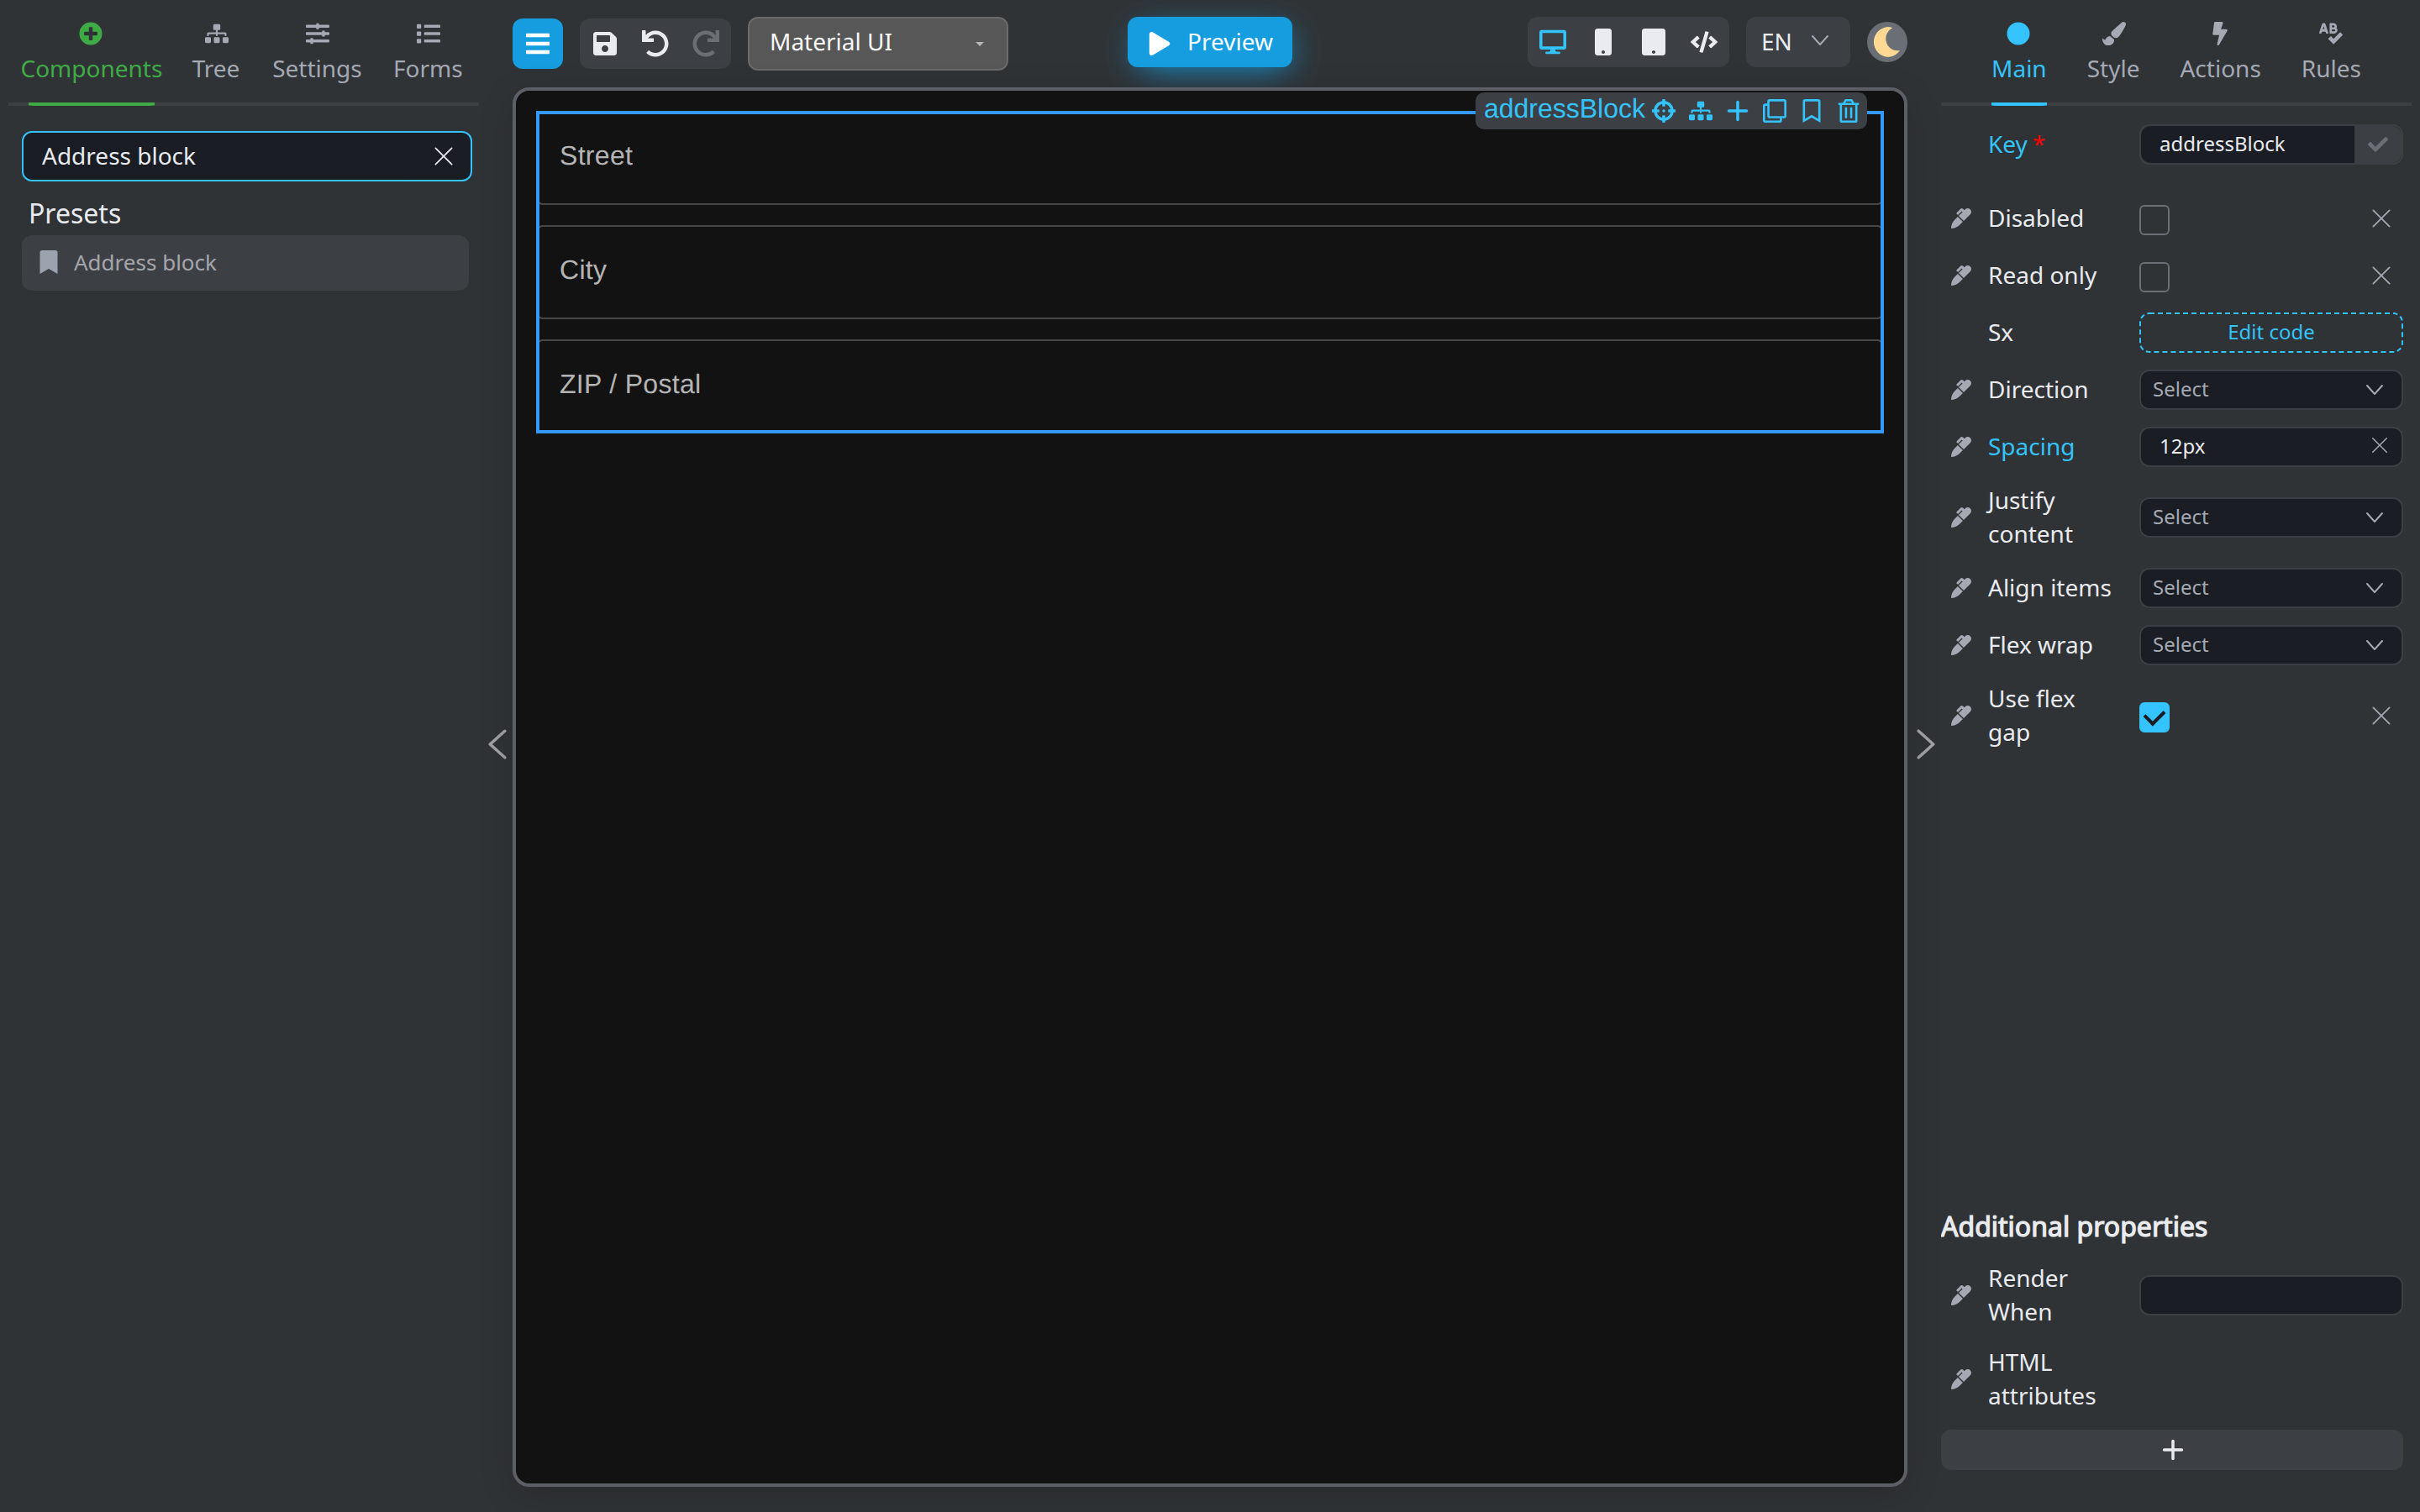 Components
Tree
Settings
Forms
Material UI
Preview
EN
Main
Style
Actions
AB
Rules
Address block
Presets
Address block
addressBlock
Street
City
ZIP / Postal
Key *
addressBlock
Disabled
Read only
Sx
Edit code
Direction
Select
Spacing
12px
Justify
content
Select
Align items
Select
Flex wrap
Select
Use flex
gap
Additional properties
Render
When
HTML
attributes